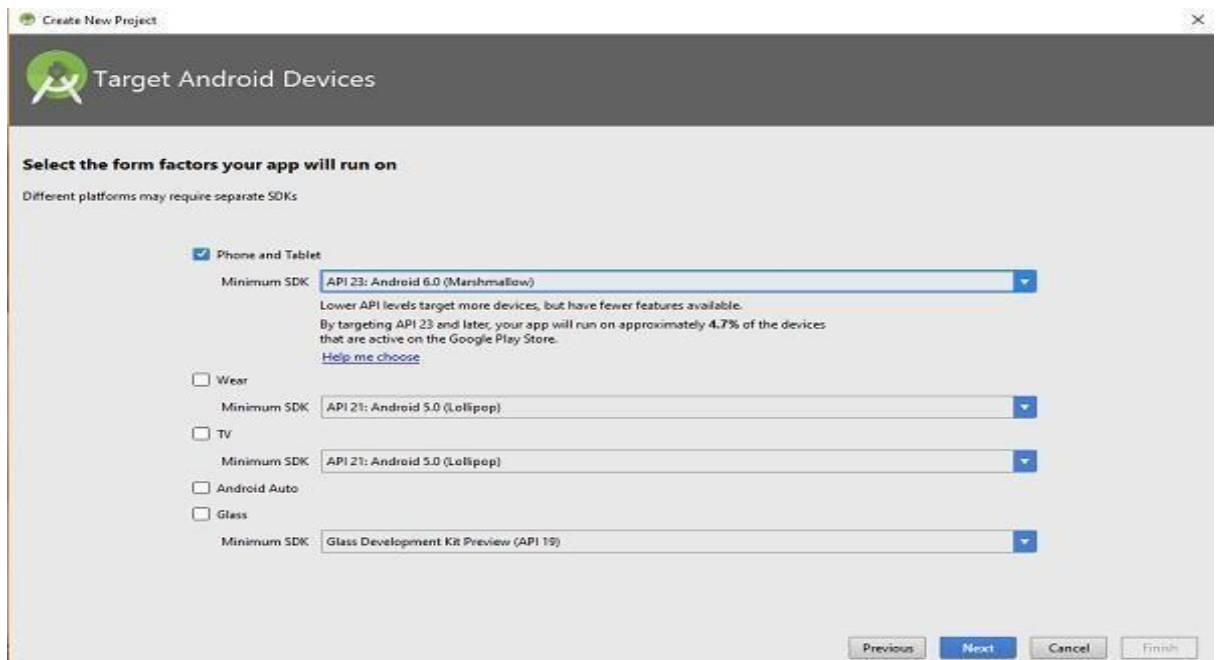 Create New Project
Target Android Devices
Select the form factors your app will run on
Different platforms may require separate SDKs
Phone and Tablet
Minimum SDK API 23: Android 6.0 (Marshmallow)
Lower API levels target more devices, but have fewer features available.
By targeting API 23 and later, your app will run on approximately 4.7% of the devices
that are active on the Google Play Store.
Help me choose
Wear
Minimum SDK API 21: Android 5.0 (Lollipop)
TV
Minimum SDK API 21: Android 5.0 (Lollipop)
Android Auto
Glass
Minimum SDK Glass Development Kit Preview (API 19)
Previous Next Cancel Finish